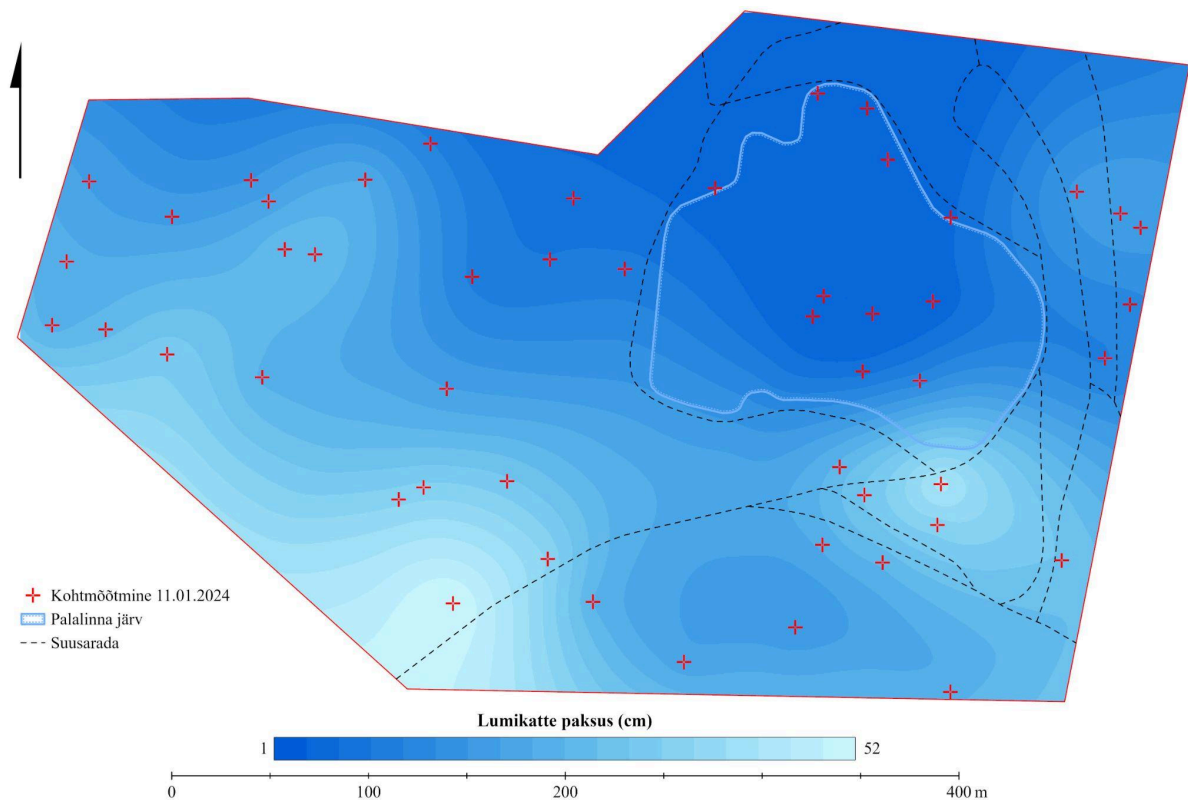 Kohtmõõtmine 11.01.2024
Palalinna järv
Suusarada
Lumikatte paksus (cm)
1 52
0 100 200 400 m